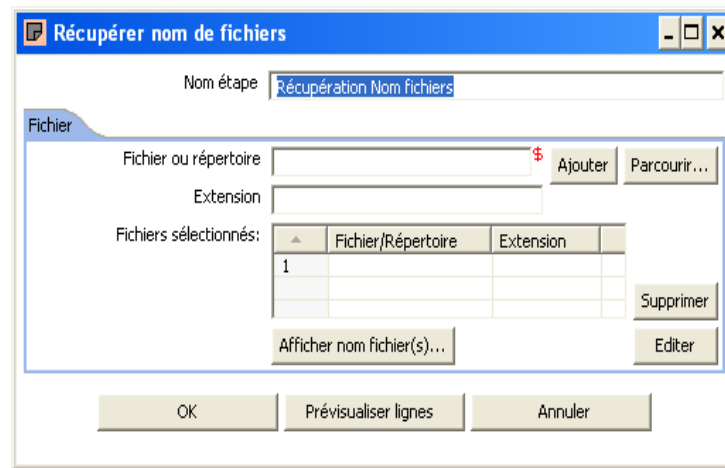 Récupérer nom de fichiers
Nom étape Récupération Nom fichiers
Fichier
Fichier ou répertoire $ Ajouter Parcourir...
Extension
Fichiers sélectionnés: Fichier/Répertoire Extension
1
Supprimer
Afficher nom fichier(s)... Editer
OK Prévisualiser lignes Annuler